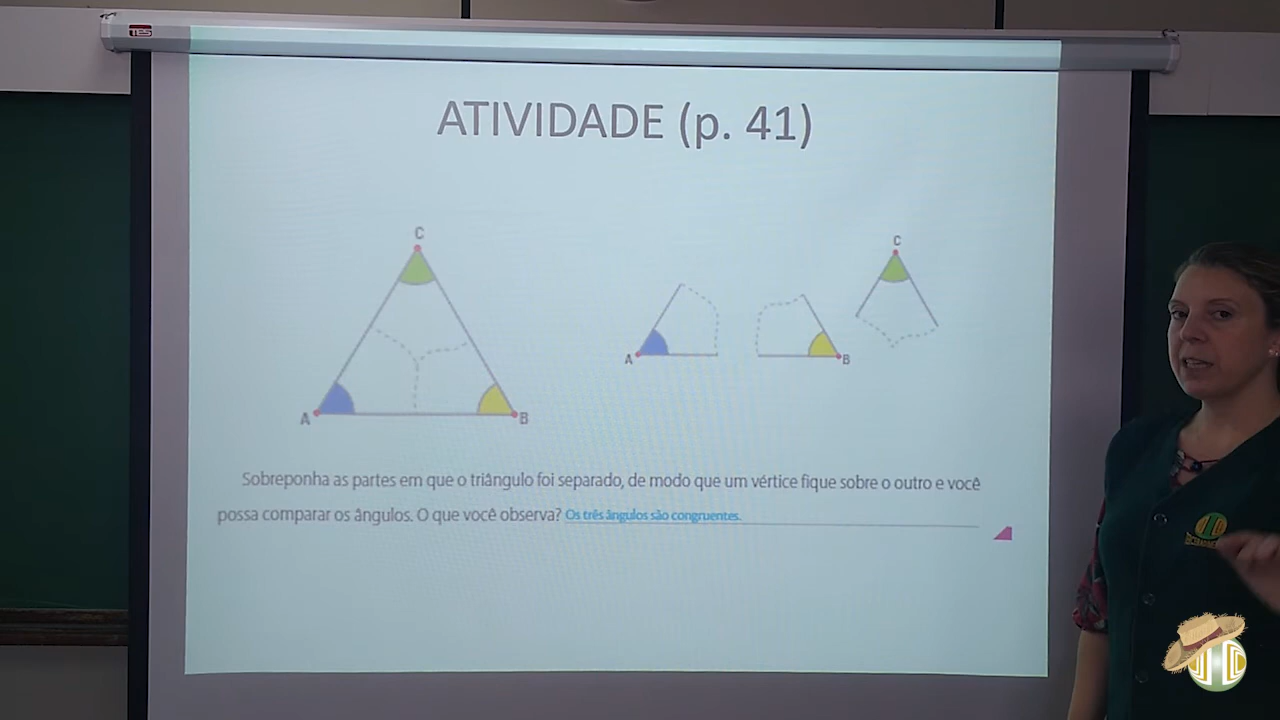 TES
ATIVIDADE (p. 41)
C
A
B
A
B
C
Sobreponha as partes em que o triângulo foi separado, de modo que um vértice fique sobre o outro e você
possa comparar os ângulos. O que você observa? Os três ângulos são congruentes.